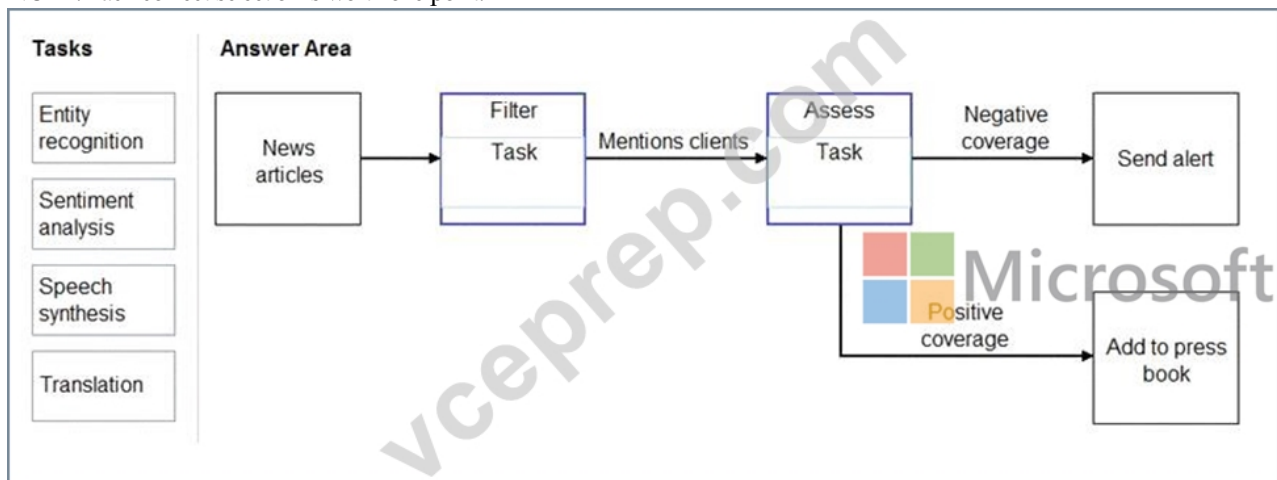 Tasks
Answer Area
Entity
recognition
Sentiment
analysis
Speech
synthesis
Translation
News
articles
Filter
Task
Mentions clients
Assess
Task
Negative
coverage
Send alert
Positive
coverage
Add to press
book
Microsoft
vceprep.com